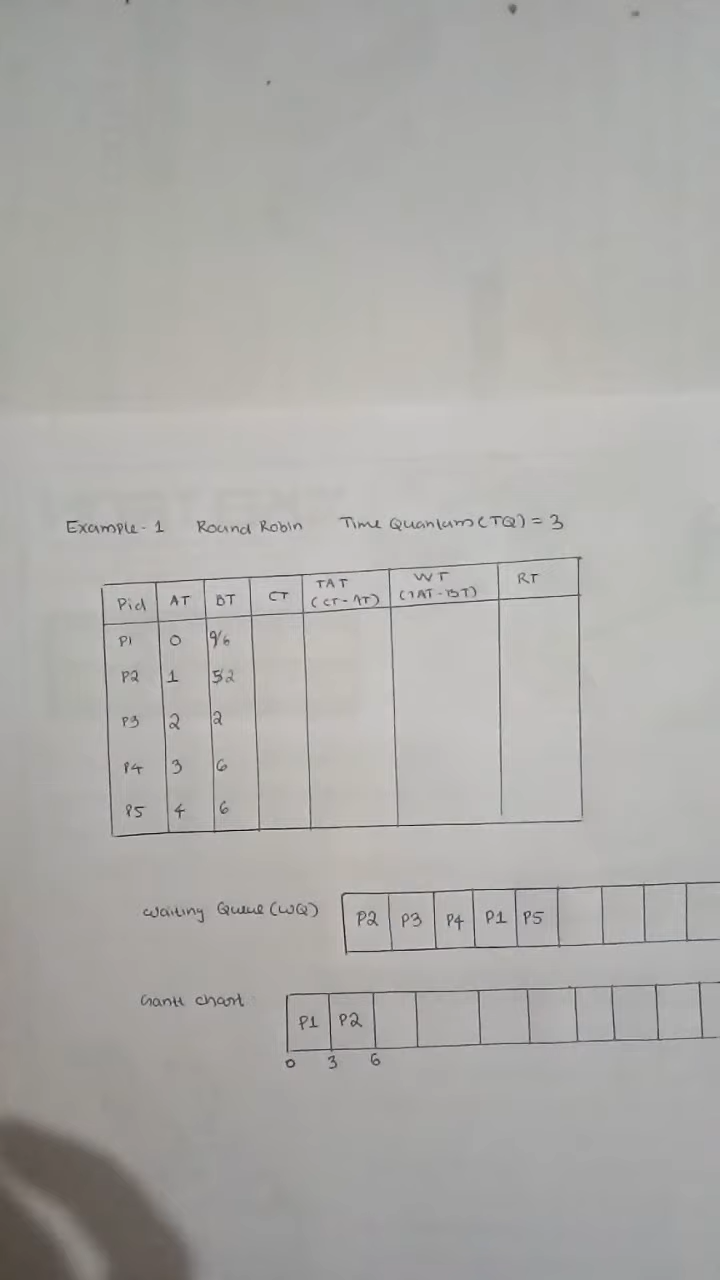 Example-1 Round Robin Time Quantum (TQ) = 3
Pid AT BT CT TAT (CT-AT) WT (TAT-BT) RT
P1 0 9/6
P2 1 52
P3 2 2
P4 3 6
P5 4 6
Waiting Queue (WQ) P2 P3 P4 P1 P5
Gantt chart: P1 P2
0 3 6